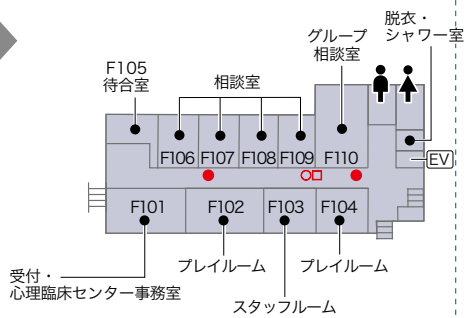 脱衣・
シャワー室
グループ
相談室
F105
待合室
相談室
F106
F107
F108
F109
F110
EV
F101
F102
F103
F104
プレイルーム
プレイルーム
受付・
心理臨床センター事務室
スタッフルーム